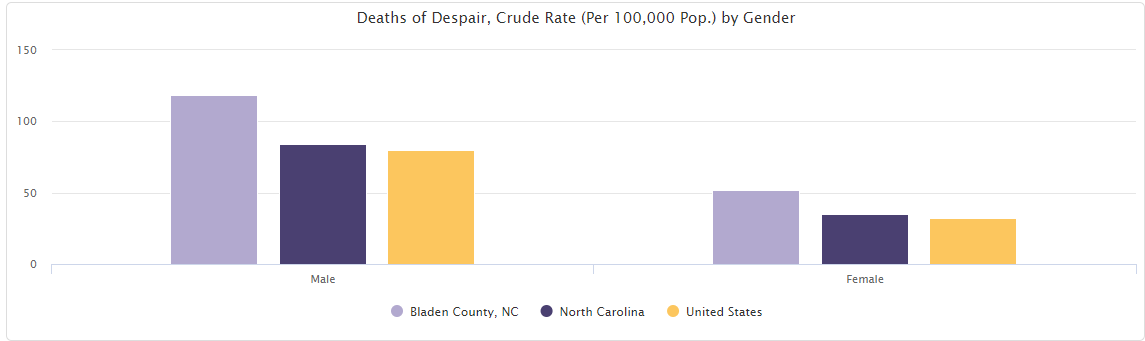 Deaths of Despair, Crude Rate (Per 100,000 Pop.) by Gender
150
100
50
0
Male Female
Bladen County, NC North Carolina United States